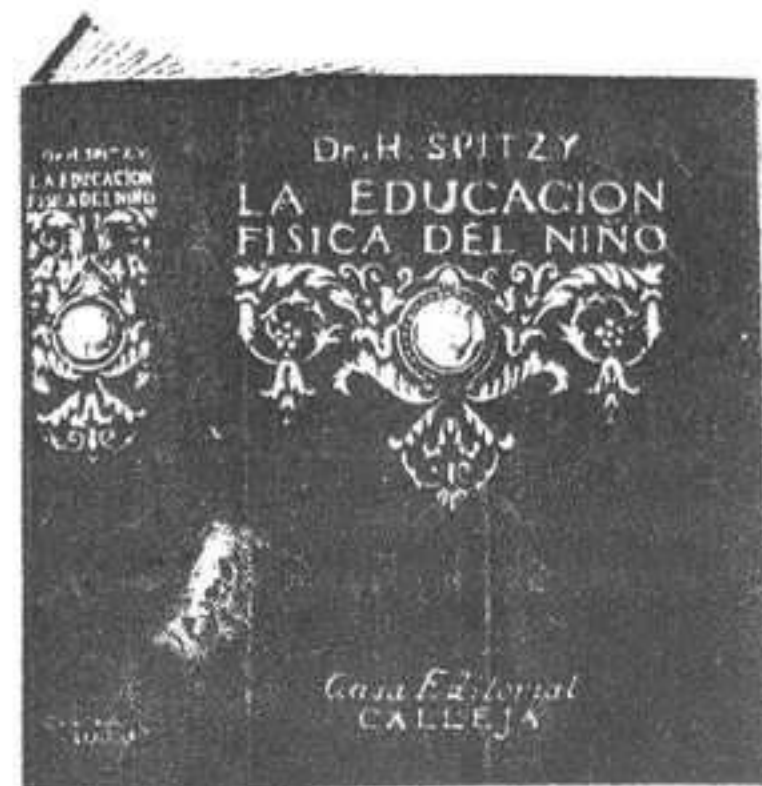 Dr. H. SPITZY
LA EDUCACION
FISICA DEL NIÑO
Dr. H. SPITZY
LA EDUCACION
FISICA DEL NIÑO
Casa Editorial
CALLEJA